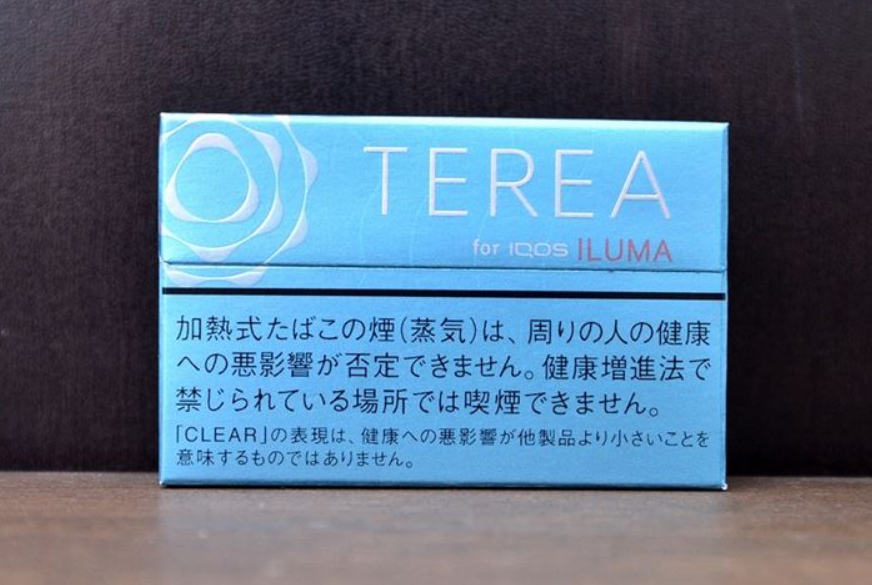 TEREA
for IQOS ILUMA
加熱式たばこの煙(蒸気)は、周りの人の健康
への悪影響が否定できません。健康増進法で
禁じられている場所では喫煙できません。
「CLEAR」の表現は、健康への悪影響が他製品より小さいことを
意味するものではありません。